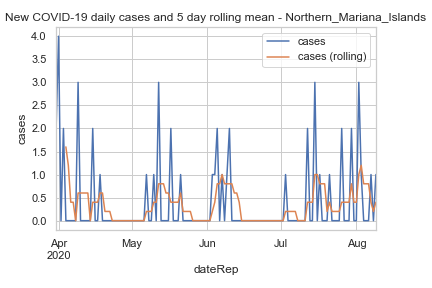 New COVID-19 daily cases and 5 day rolling mean - Northern_Mariana_Islands
cases
cases (rolling)
4.0
3.5
3.0
2.5
2.0
1.5
1.0
0.5
0.0
cases
Apr
2020
May
Jun
Jul
Aug
dateRep